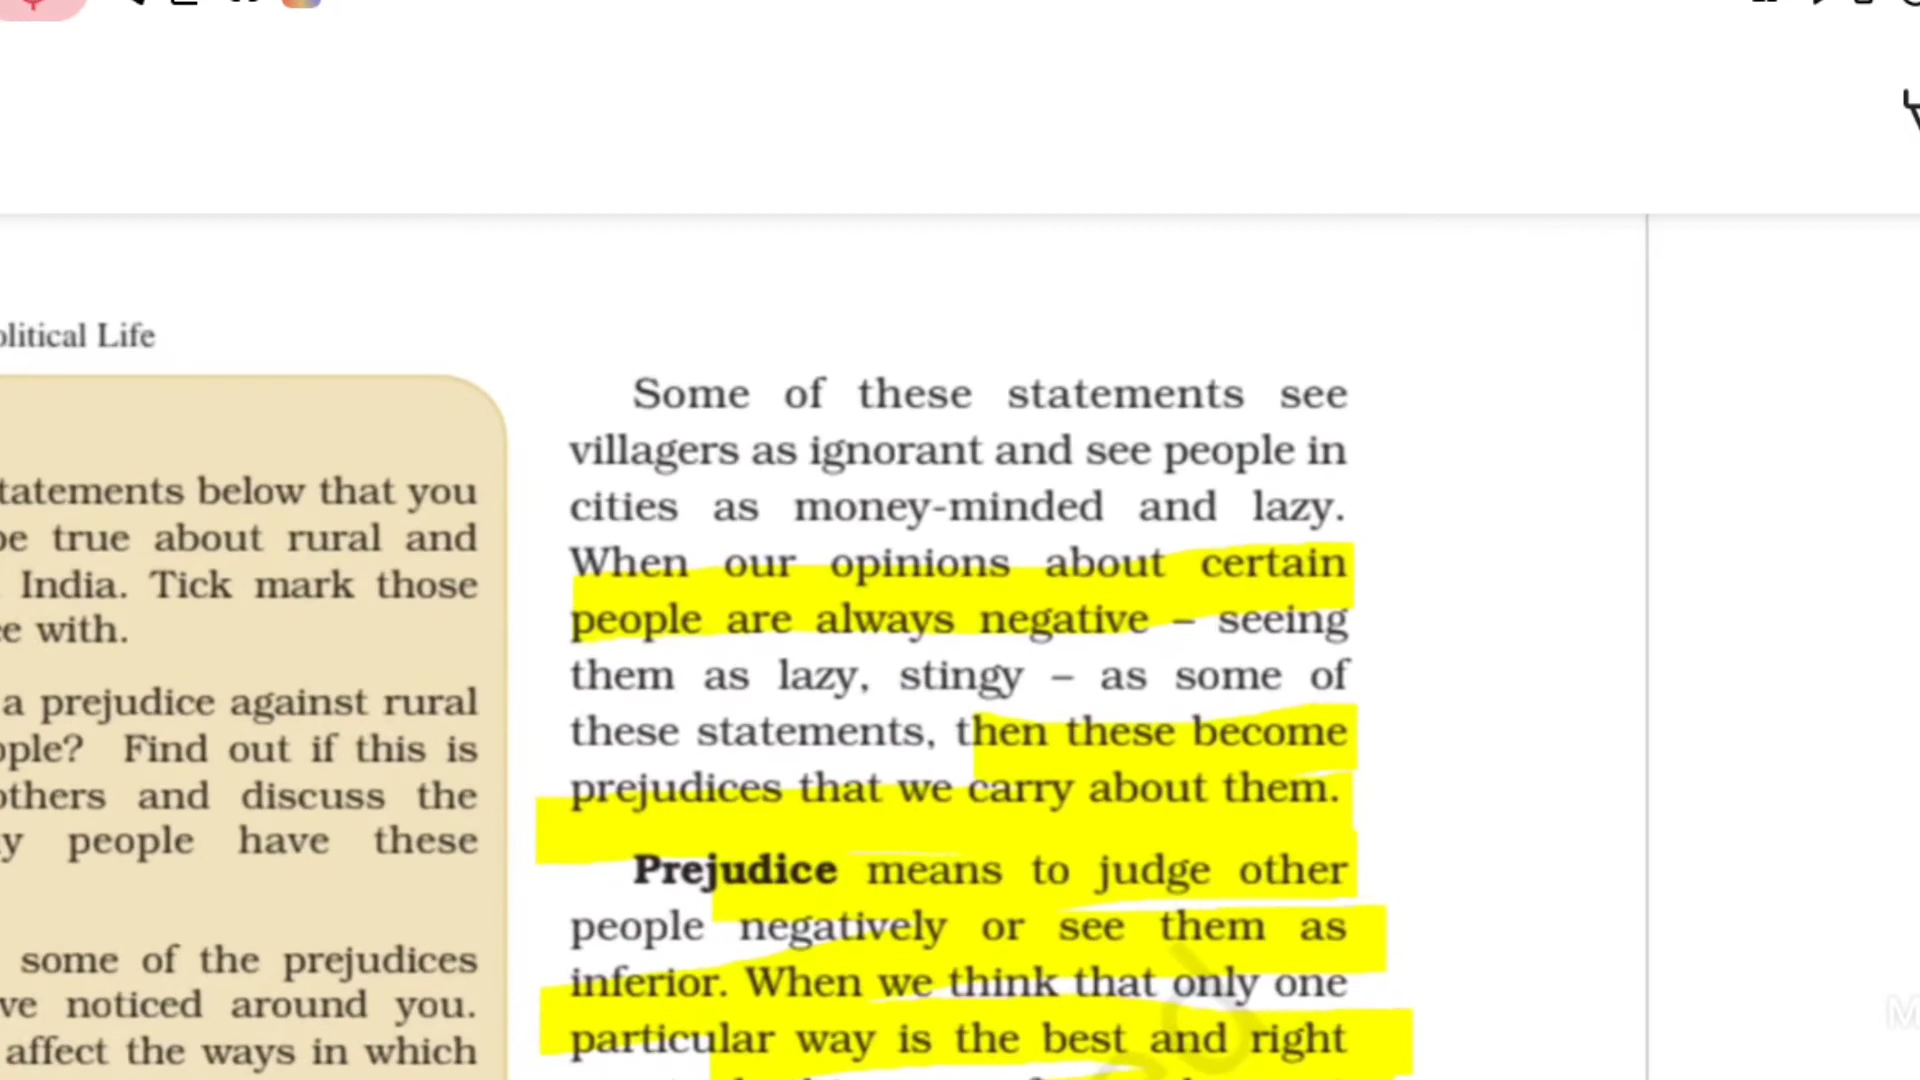 olitical Life
tatements below that you
be true about rural and
India. Tick mark those
ee with.
a prejudice against rural
ople? Find out if this is
others and discuss the
y people have these
some of the prejudices
ve noticed around you.
affect the ways in which
Some of these statements see
villagers as ignorant and see people in
cities as money-minded and lazy.
When our opinions about certain
people are always negative – seeing
them as lazy, stingy – as some of
these statements, then these become
prejudices that we carry about them.
Prejudice means to judge other
people negatively or see them as
inferior. When we think that only one
particular way is the best and right